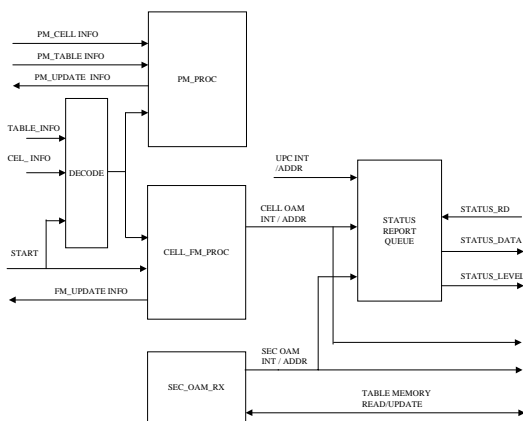 PM_CELL INFO
PM_TABLE INFO
PM_UPDATE INFO
PM_PROC
TABLE_INFO
CEL_ INFO
DECODE
START
UPC INT
/ADDR
CELL OAM
INT / ADDR
STATUS
REPORT
QUEUE
STATUS_RD
STATUS_DATA
STATUS_LEVEL
CELL_FM_PROC
FM_UPDATE INFO
SEC OAM
INT / ADDR
SEC_OAM_RX
TABLE MEMORY
READ/UPDATE